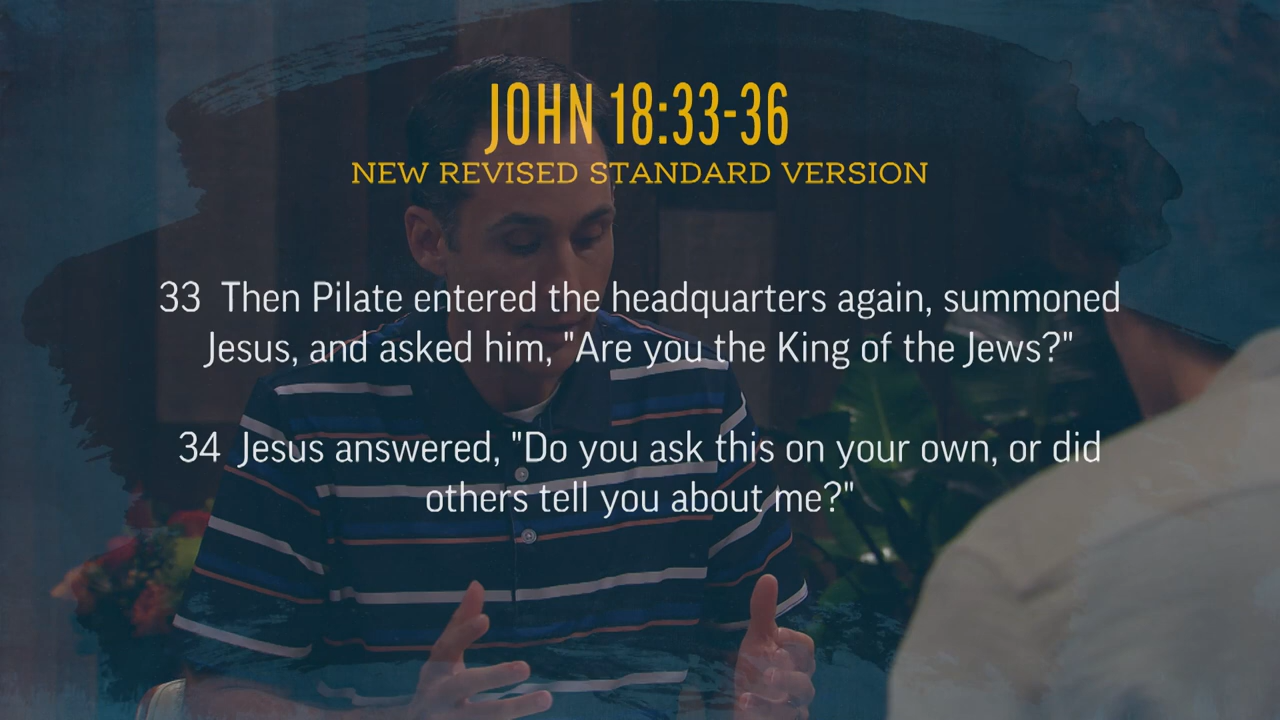 JOHN 18:33-36
NEW REVISED STANDARD VERSION
33 Then Pilate entered the headquarters again, summoned
Jesus, and asked him, "Are you the King of the Jews?"
34 Jesus answered, "Do you ask this on your own, or did
others tell you about me?"